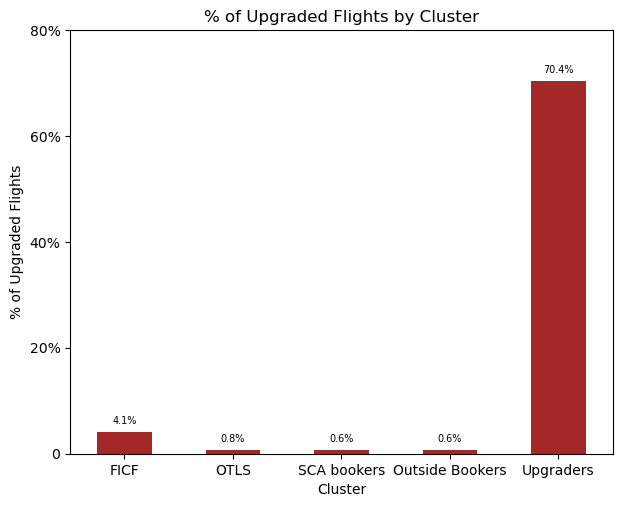 % of Upgraded Flights by Cluster
% of Upgraded Flights
80%
60%
40%
20%
0
4.1%
0.8%
0.6%
0.6%
70.4%
FICF
OTLS
SCA bookers
Outside Bookers
Upgraders
Cluster